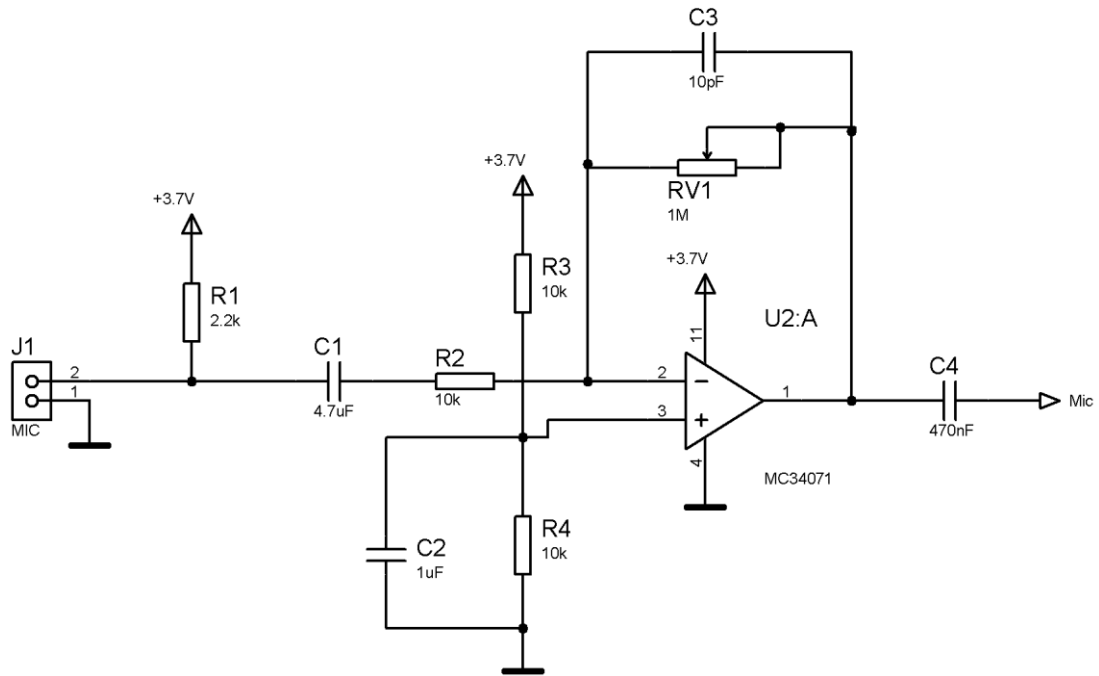 C3
10pF
RV1
1M
+3.7V
+3.7V
+3.7V
R3
10k
R1
2.2k
U2:A
11
J1
2
1
MIC
C1
4.7uF
R2
10k
2
3
1
4
C4
470nF
Mic
MC34071
C2
1uF
R4
10k